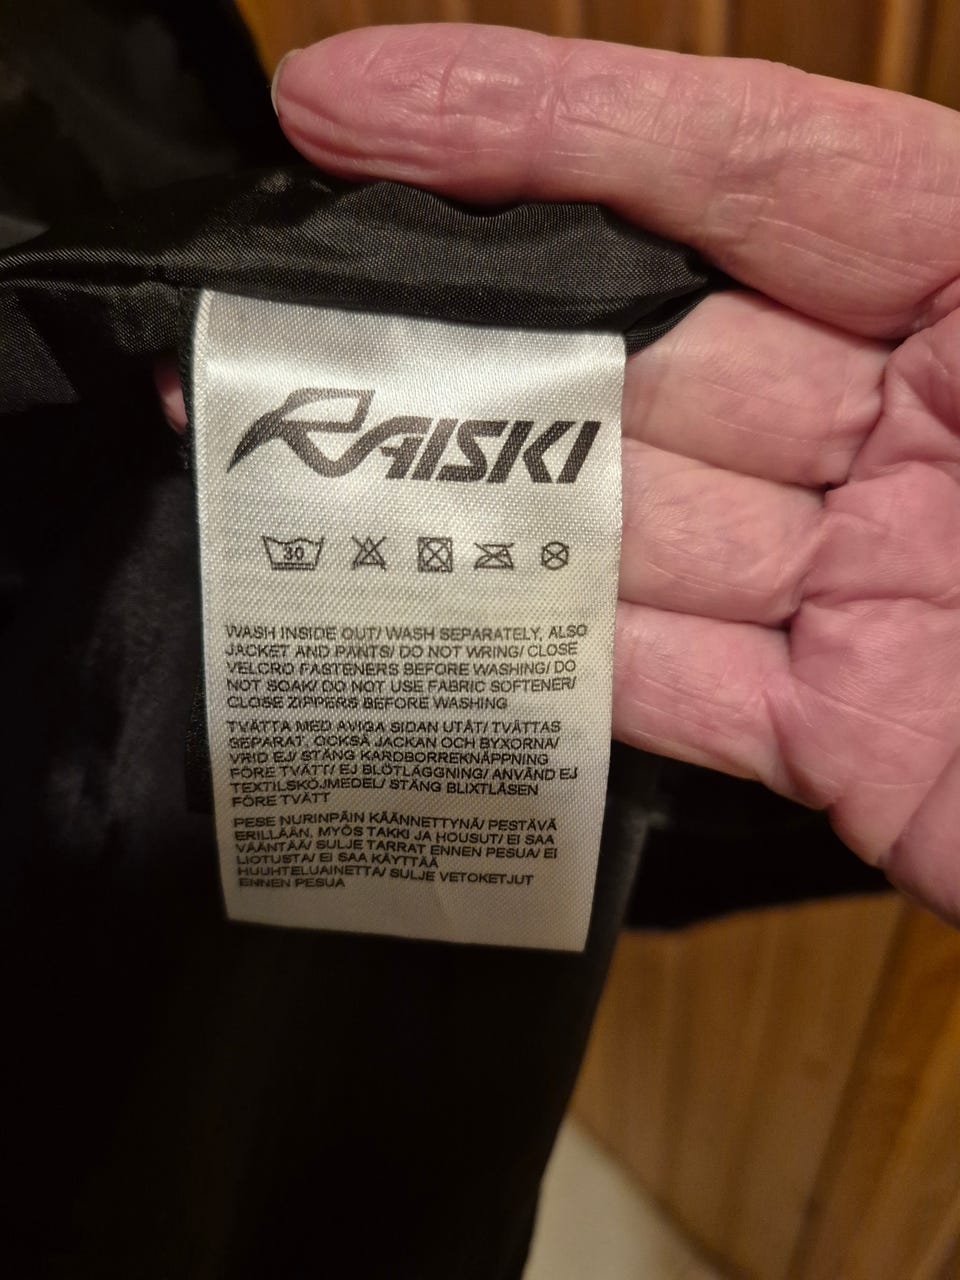 RAISKI
30
WASH INSIDE OUT/ WASH SEPARATELY, ALSO
JACKET AND PANTS/ DO NOT WRING/ CLOSE
VELCRO FASTENERS BEFORE WASHING/ DO
NOT SOAK/ DO NOT USE FABRIC SOFTENER/
CLOSE ZIPPERS BEFORE WASHING
TVÄTTA MED AVIGA SIDAN UTÅT/ TVÄTTAS
SEPARAT, OCKSÅ JACKAN OCH BYXORNA/
VRID EJ/ STÄNG KARDBORREKNÄPPNING
FÖRE TVÄTT/ EJ BLÖTLÄGGNING/ ANVÄND EJ
TEXTILSKÖJMEDEL/ STÄNG BLIXTLÅSEN
FÖRE TVÄTT
PESE NURINPÄIN KÄÄNNETTYNÄ/ PESTÄVÄ
ERILLÄÄN, MYÖS TAKKI JA HOUSUT/ EI SAA
VÄÄNTÄÄ/ SULJE TARRAT ENNEN PESUA/ EI
LIOTUSTA/ EI SAA KÄYTTÄÄ
HUUHTELUAINETTA/ SULJE VETOKETJUT
ENNEN PESUA